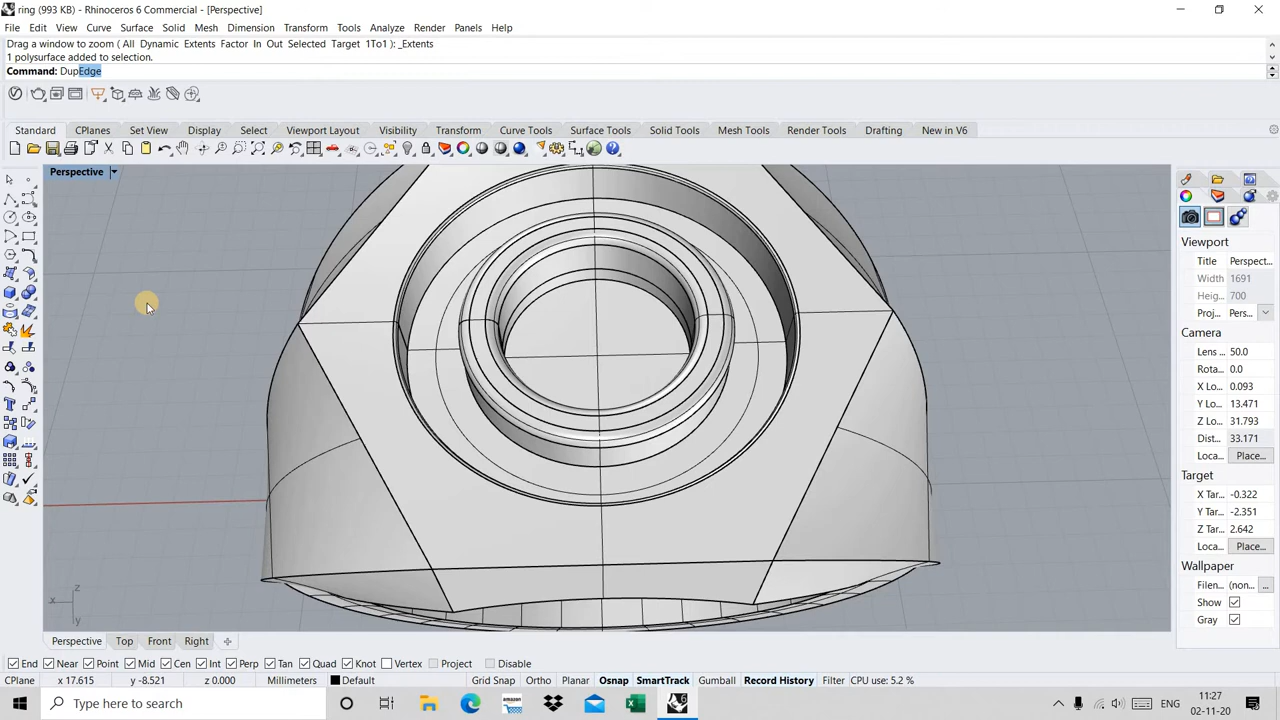 ring (993 KB) - Rhinoceros 6 Commercial - [Perspective]
File Edit View Curve Surface Solid Mesh Dimension Transform Tools Analyze Render Panels Help
Drag a window to zoom ( All Dynamic Extents Factor In Out Selected Target 1To1 ): _Extents
1 polysurface added to selection.
Command: DupEdge
Standard CPlanes Set View Display Select Viewport Layout Visibility Transform Curve Tools Surface Tools Solid Tools Mesh Tools Render Tools Drafting New in V6
Perspective
Viewport
Title Perspect...
Width 1691
Heig... 700
Proj... Pers...
Camera
Lens ... 50.0
Rota... 0.0
X Lo... 0.093
Y Lo... 13.471
Z Lo... 31.793
Dist... 33.171
Loca... Place...
Target
X Tar... -0.322
Y Tar... -2.351
Z Tar... 2.642
Loca... Place...
Wallpaper
Filen... (non... ...
Show
Gray
z
x
Perspective Top Front Right
End Near Point Mid Cen Int Perp Tan Quad Knot Vertex Project Disable
CPlane x 17.615 y -8.521 z 0.000 Millimeters Default Grid Snap Ortho Planar Osnap SmartTrack Gumball Record History Filter CPU use: 5.2 %
Type here to search
amazon
ENG
11:27
02-11-20